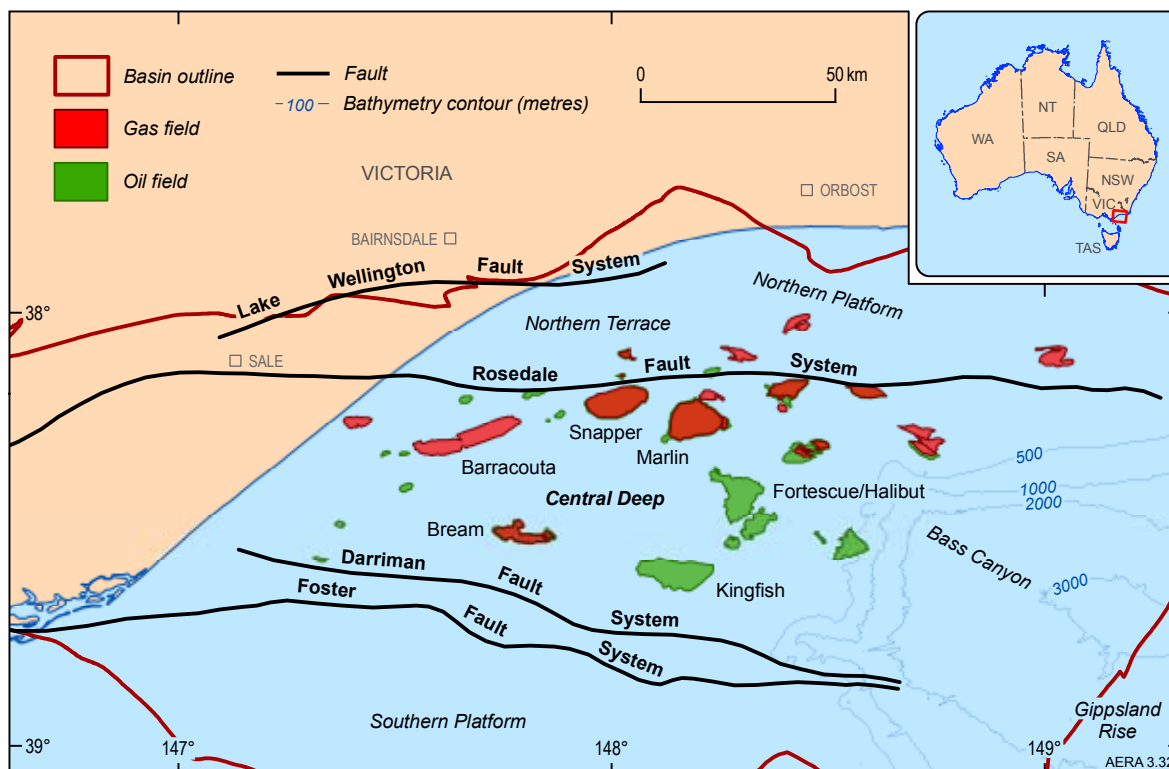 Basin outline
Gas field
Oil field
Fault
100
Bathymetry contour (metres)
0
50 km
VICTORIA
ORBOST
BAIRNSDALE
SALE
WA
NT
SA
QLD
NSW
VIC
TAS
38°
Lake Wellington Fault System
Northern Platform
Northern Terrace
Rosedale Fault System
Snapper
Marlin
Barracouta
Central Deep
Fortescue/Halibut
500
1000
2000
Bass Canyon
3000
Bream
Kingfish
Darriman Fault System
Foster Fault System
Southern Platform
Gippsland
Rise
39°
147°
148°
149°
AERA 3.32